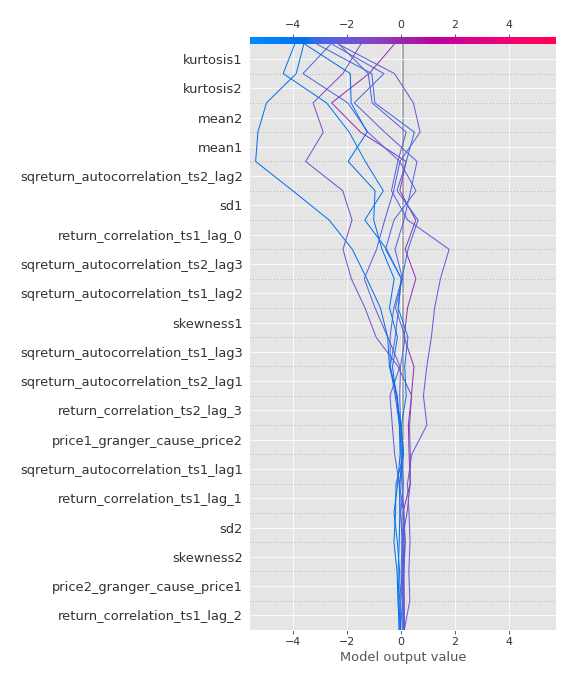 −4 −2 0 2 4
kurtosis1
kurtosis2
mean2
mean1
sqreturn_autocorrelation_ts2_lag2
sd1
return_correlation_ts1_lag_0
sqreturn_autocorrelation_ts2_lag3
sqreturn_autocorrelation_ts1_lag2
skewness1
sqreturn_autocorrelation_ts1_lag3
sqreturn_autocorrelation_ts2_lag1
return_correlation_ts2_lag_3
price1_granger_cause_price2
sqreturn_autocorrelation_ts1_lag1
return_correlation_ts1_lag_1
sd2
skewness2
price2_granger_cause_price1
return_correlation_ts1_lag_2
−4 −2 0 2 4
Model output value